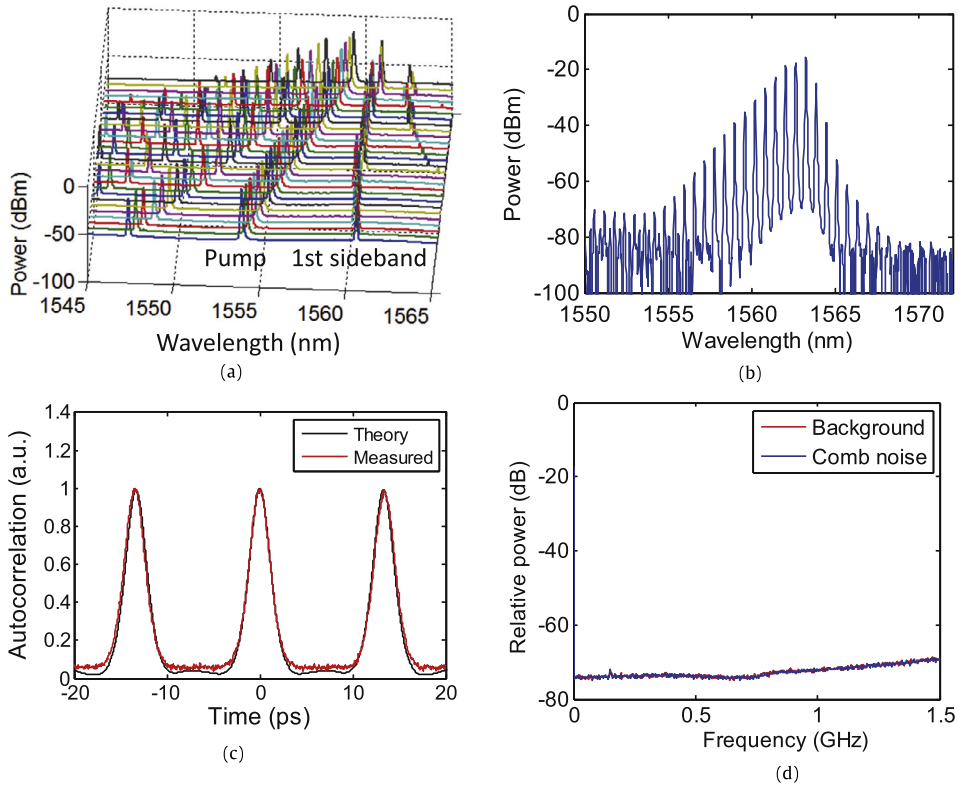 0
-50
-100
Power (dBm)
Pump
1st sideband
1545
1550
1555
1560
1565
Wavelength (nm)
(a)
0
-20
-40
-60
-80
-100
Power (dBm)
1550
1555
1560
1565
1570
Wavelength (nm)
(b)
1.4
1.2
1
0.8
0.6
0.4
0.2
0
Autocorrelation (a.u.)
Theory
Measured
-20
-10
0
10
20
Time (ps)
(c)
0
-20
-40
-60
-80
Relative power (dB)
Background
Comb noise
0
0.5
1
1.5
Frequency (GHz)
(d)